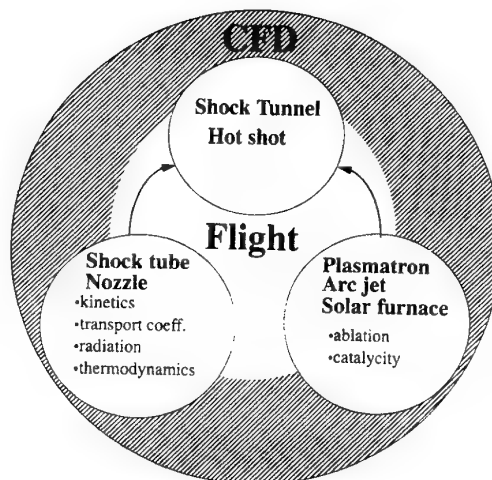 CFD
Shock Tunnel
Hot shot
Flight
Shock tube
Nozzle
•kinetics
•transport coeff.
•radiation
•thermodynamics
Plasmatron
Arc jet
Solar furnace
•ablation
•catalycity